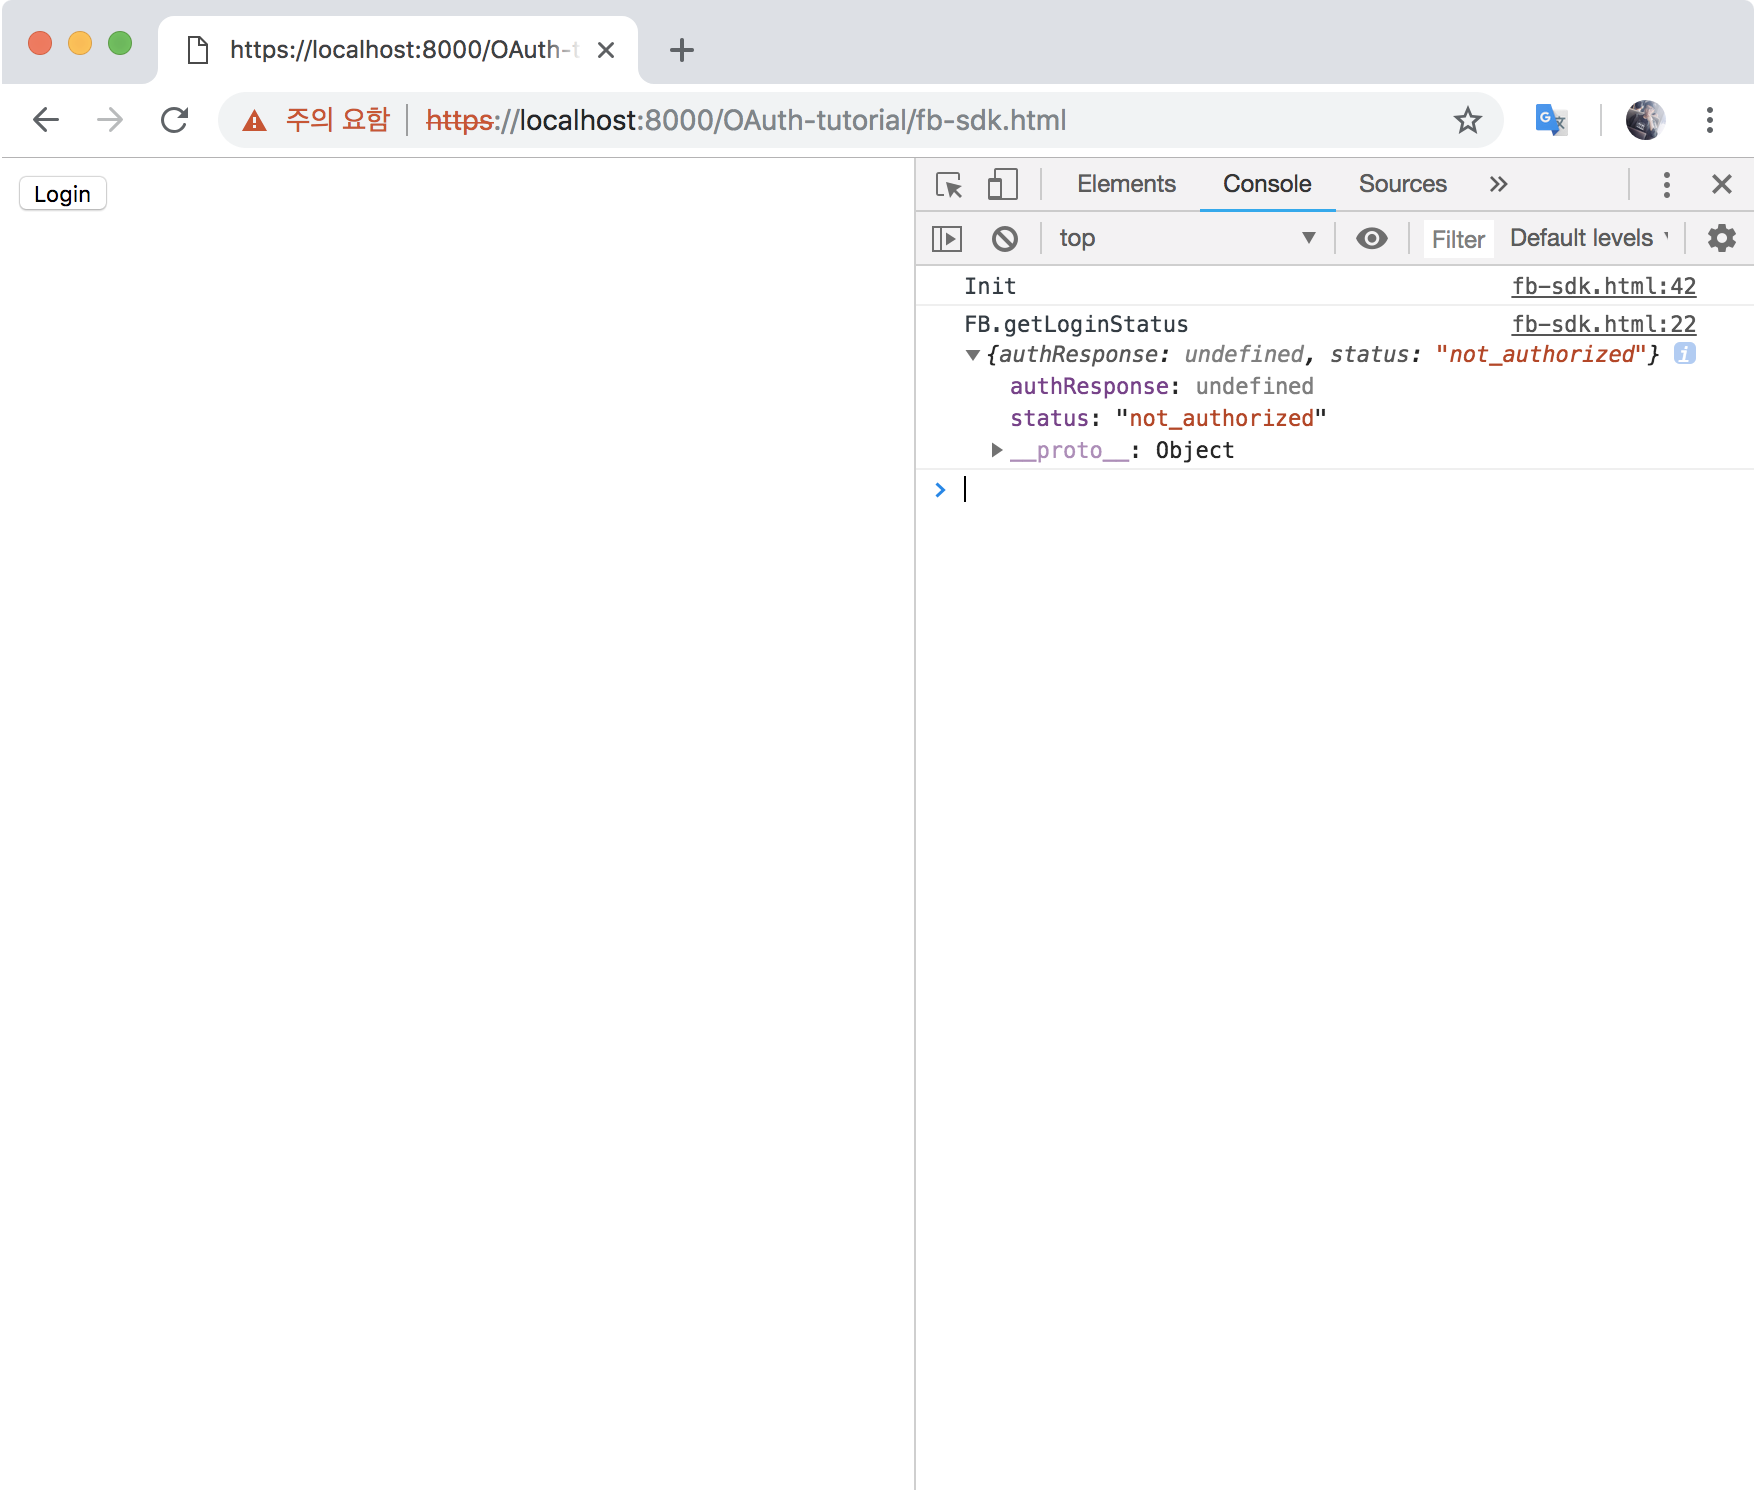 https://localhost:8000/OAuth-t
주의 요함 https://localhost:8000/OAuth-tutorial/fb-sdk.html
Login
Elements Console Sources »
top Filter Default levels
Init fb-sdk.html:42
FB.getLoginStatus fb-sdk.html:22
{authResponse: undefined, status: "not_authorized"} i
authResponse: undefined
status: "not_authorized"
__proto__: Object